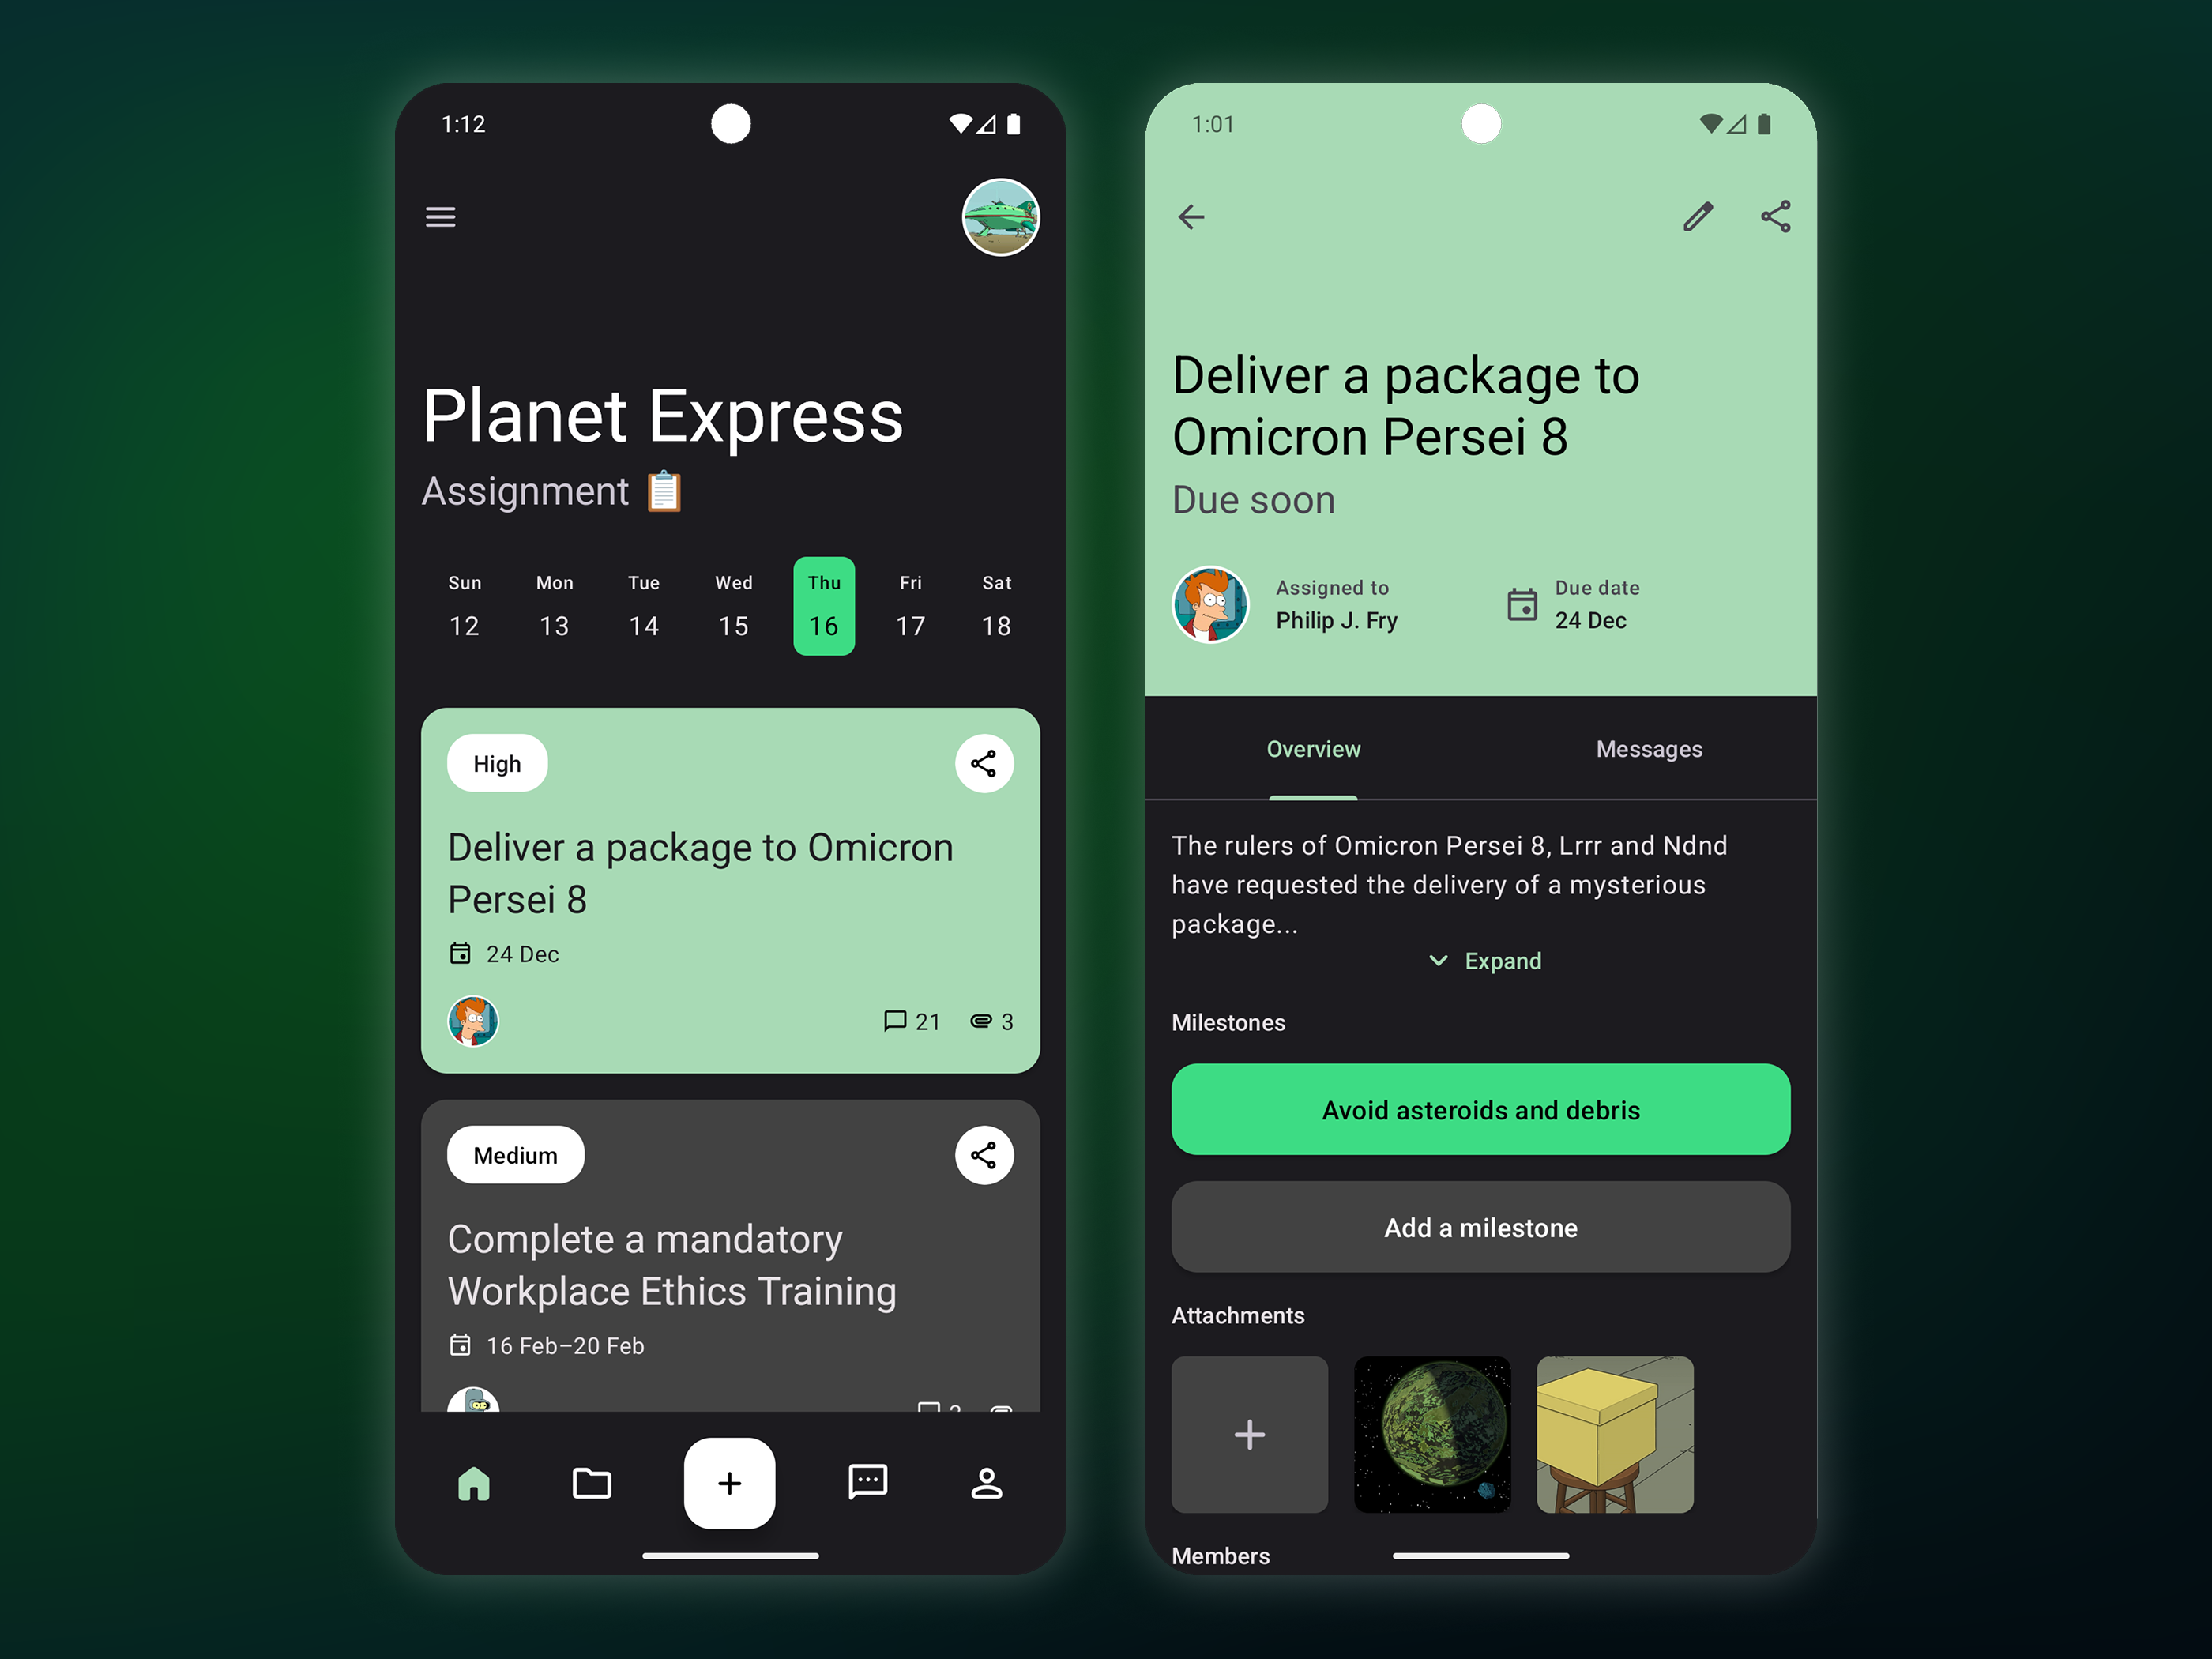 1:12
Planet Express
Assignment 📋
Sun Mon Tue Wed Thu Fri Sat
12 13 14 15 16 17 18
High
Deliver a package to Omicron
Persei 8
24 Dec
21 3
Medium
Complete a mandatory
Workplace Ethics Training
16 Feb–20 Feb
1:01
Deliver a package to
Omicron Persei 8
Due soon
Assigned to
Philip J. Fry
Due date
24 Dec
Overview Messages
The rulers of Omicron Persei 8, Lrrr and Ndnd
have requested the delivery of a mysterious
package...
Expand
Milestones
Avoid asteroids and debris
Add a milestone
Attachments
Members